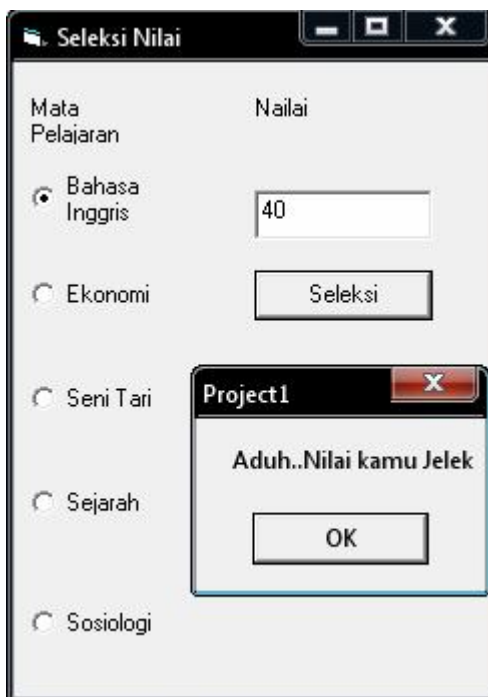 Seleksi Nilai
Mata
Pelajaran
Nailai
Bahasa
Inggris
40
Ekonomi
Seleksi
Seni Tari
Project1
Aduh..Nilai kamu Jelek
OK
Sejarah
Sosiologi